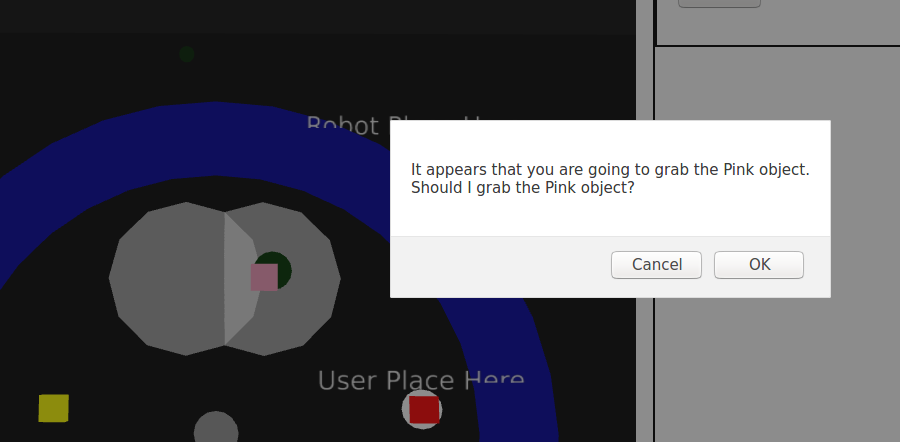 Robot Place H
It appears that you are going to grab the Pink object.
Should I grab the Pink object?
Cancel
OK
User Place Here